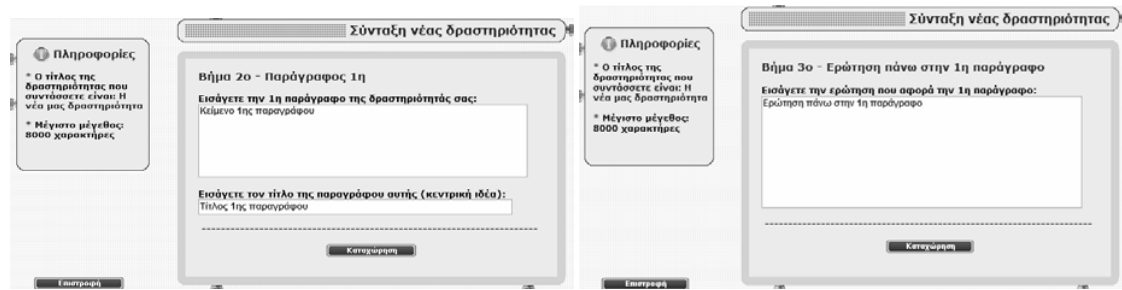 Σύνταξη νέας δραστηριότητας
Πληροφορίες
* Ο τίτλος της
δραστηριότητας που
συντάσσετε είναι: Η
νέα μας δραστηριότητα
* Μέγιστο μέγεθος:
8000 χαρακτήρες
Βήμα 2ο - Παράγραφος 1η
Εισάγετε την 1η παράγραφο της δραστηριότητάς σας:
Κείμενο 1ης παραγράφου
Εισάγετε τον τίτλο της παραγράφου αυτής (κεντρική ιδέα):
Τίτλος 1ης παραγράφου
Καταχώρηση
Επιστροφή
Σύνταξη νέας δραστηριότητας
Πληροφορίες
* Ο τίτλος της
δραστηριότητας που
συντάσσετε είναι: Η
νέα μας δραστηριότητα
* Μέγιστο μέγεθος:
8000 χαρακτήρες
Βήμα 3ο - Ερώτηση πάνω στην 1η παράγραφο
Εισάγετε την ερώτηση που αφορά την 1η παράγραφο:
Ερώτηση πάνω στην 1η παράγραφο
Καταχώρηση
Επιστροφή